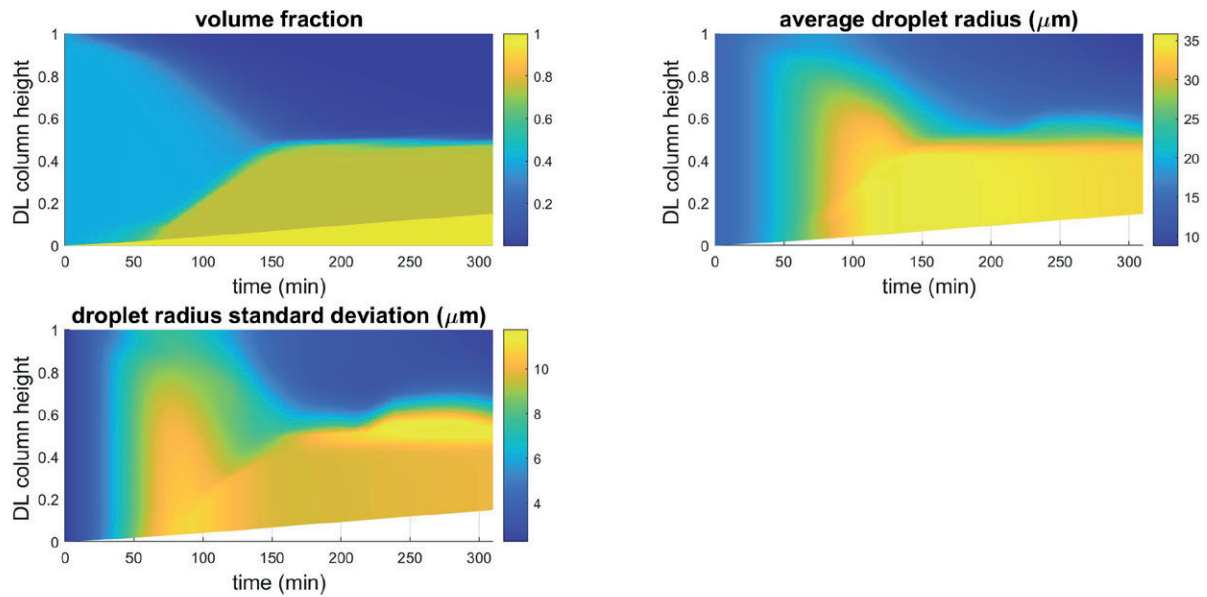 volume fraction
1
0.8
0.6
0.4
0.2
0
DL column height
0 50 100 150 200 250 300
time (min)
1
0.8
0.6
0.4
0.2
average droplet radius (μm)
1
0.8
0.6
0.4
0.2
0
DL column height
0 50 100 150 200 250 300
time (min)
35
30
25
20
15
10
droplet radius standard deviation (μm)
1
0.8
0.6
0.4
0.2
0
DL column height
0 50 100 150 200 250 300
time (min)
10
8
6
4